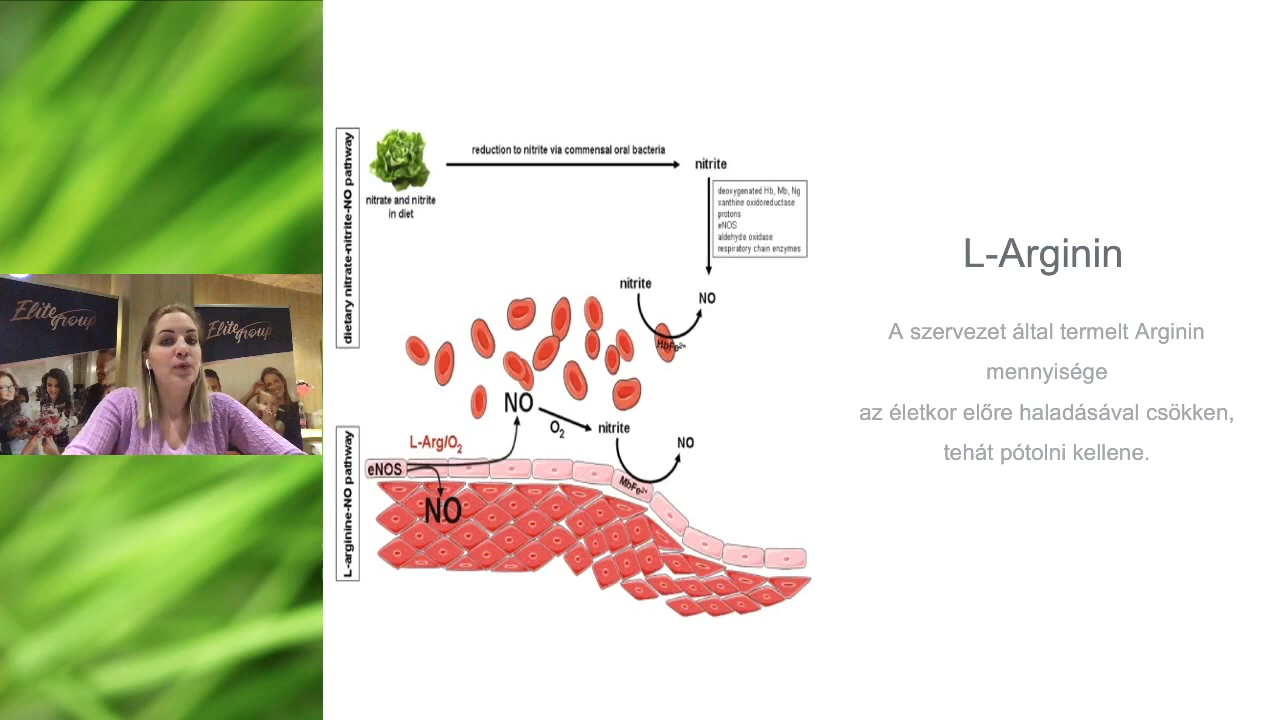 dietary nitrate-nitrite-NO pathway
nitrate and nitrite
in diet
reduction to nitrite via commensal oral bacteria
nitrite
deoxygenated Hb, Mb, Ng
xanthine oxidoreductase
protons
eNOS
aldehyde oxidase
respiratory chain enzymes
nitrite
NO
HbFe2+
NO
O2
nitrite
NO
MbFe2+
L-arginine-NO pathway
L-Arg/O2
eNOS
NO
Elite
group
Elite
group
L-Arginin
A szervezet által termelt Arginin
mennyisége
az életkor előre haladásával csökken,
tehát pótolni kellene.